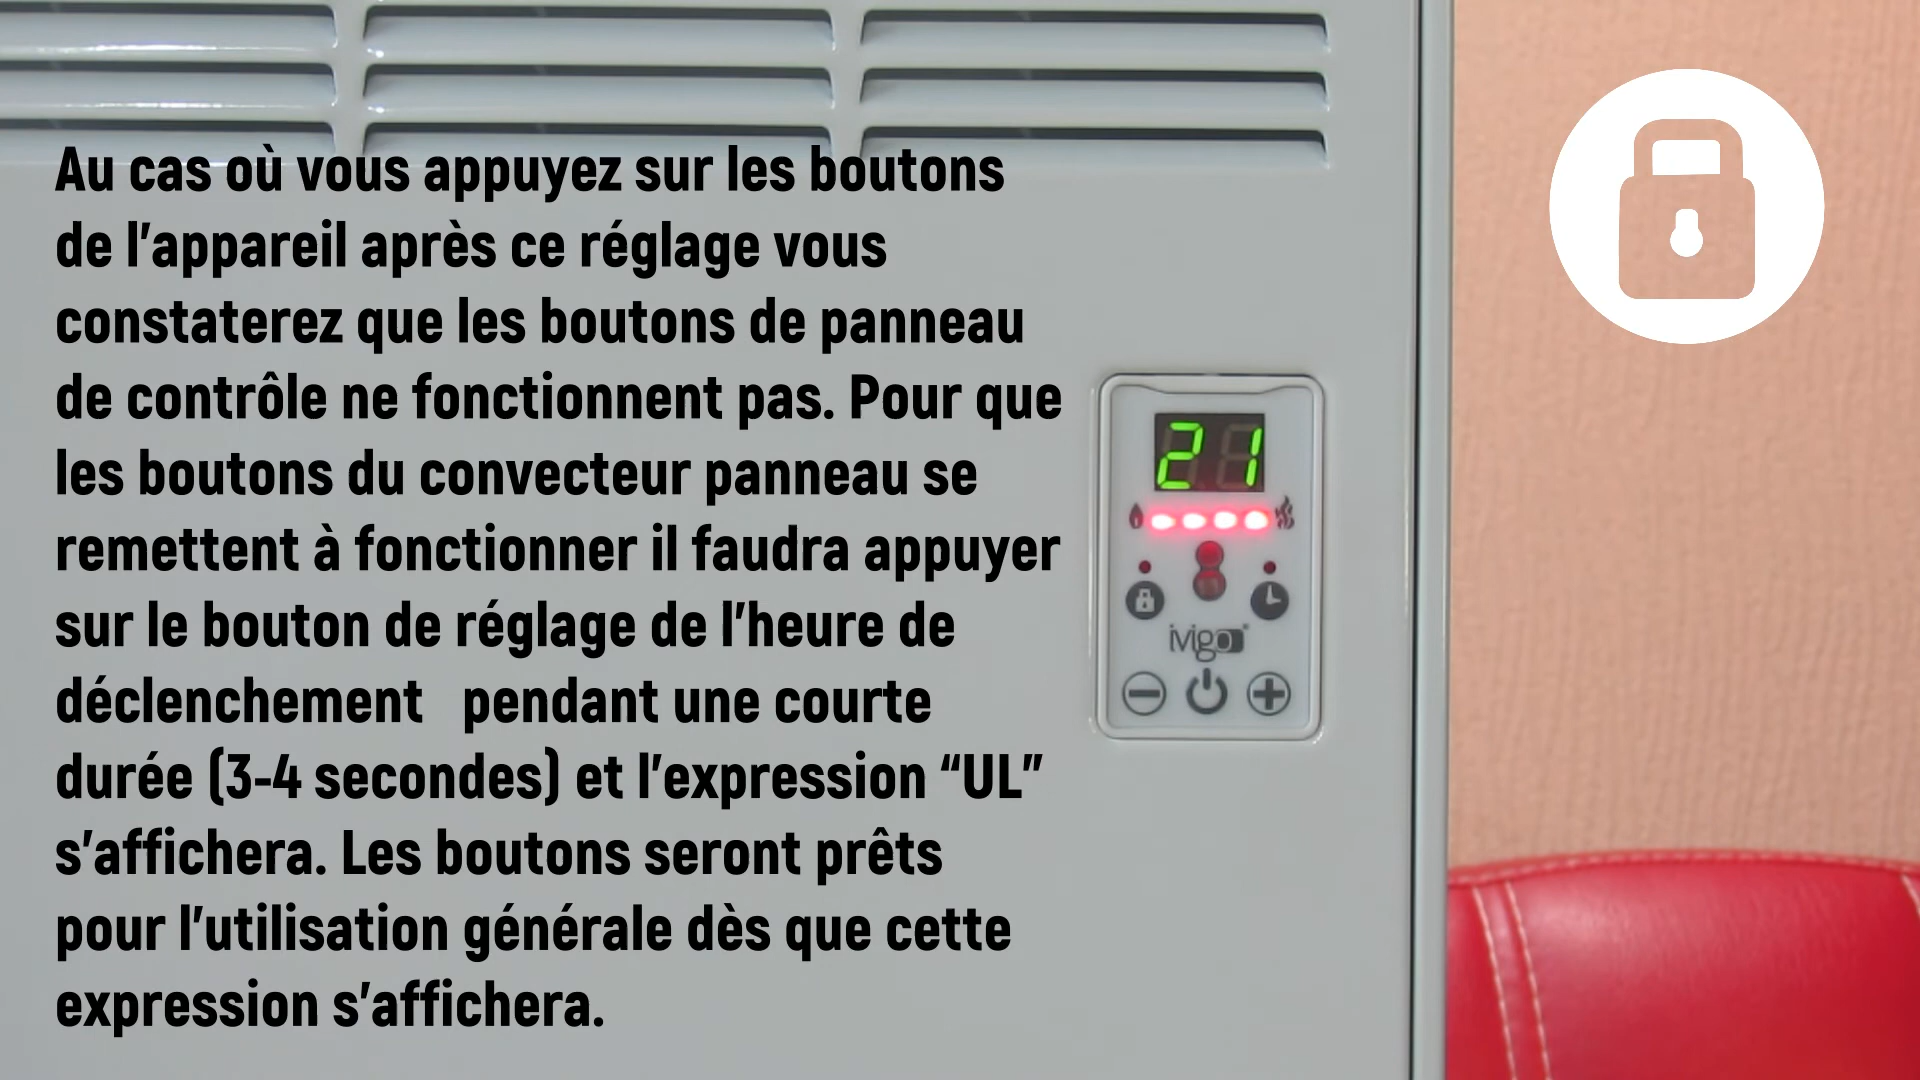 Au cas où vous appuyez sur les boutons
de l'appareil après ce réglage vous
constaterez que les boutons de panneau
de contrôle ne fonctionnent pas. Pour que
les boutons du convecteur panneau se
remettent à fonctionner il faudra appuyer
sur le bouton de réglage de l'heure de
déclenchement pendant une courte
durée (3-4 secondes) et l'expression “UL”
s'affichera. Les boutons seront prêts
pour l'utilisation générale dès que cette
expression s'affichera.
21
ivigo